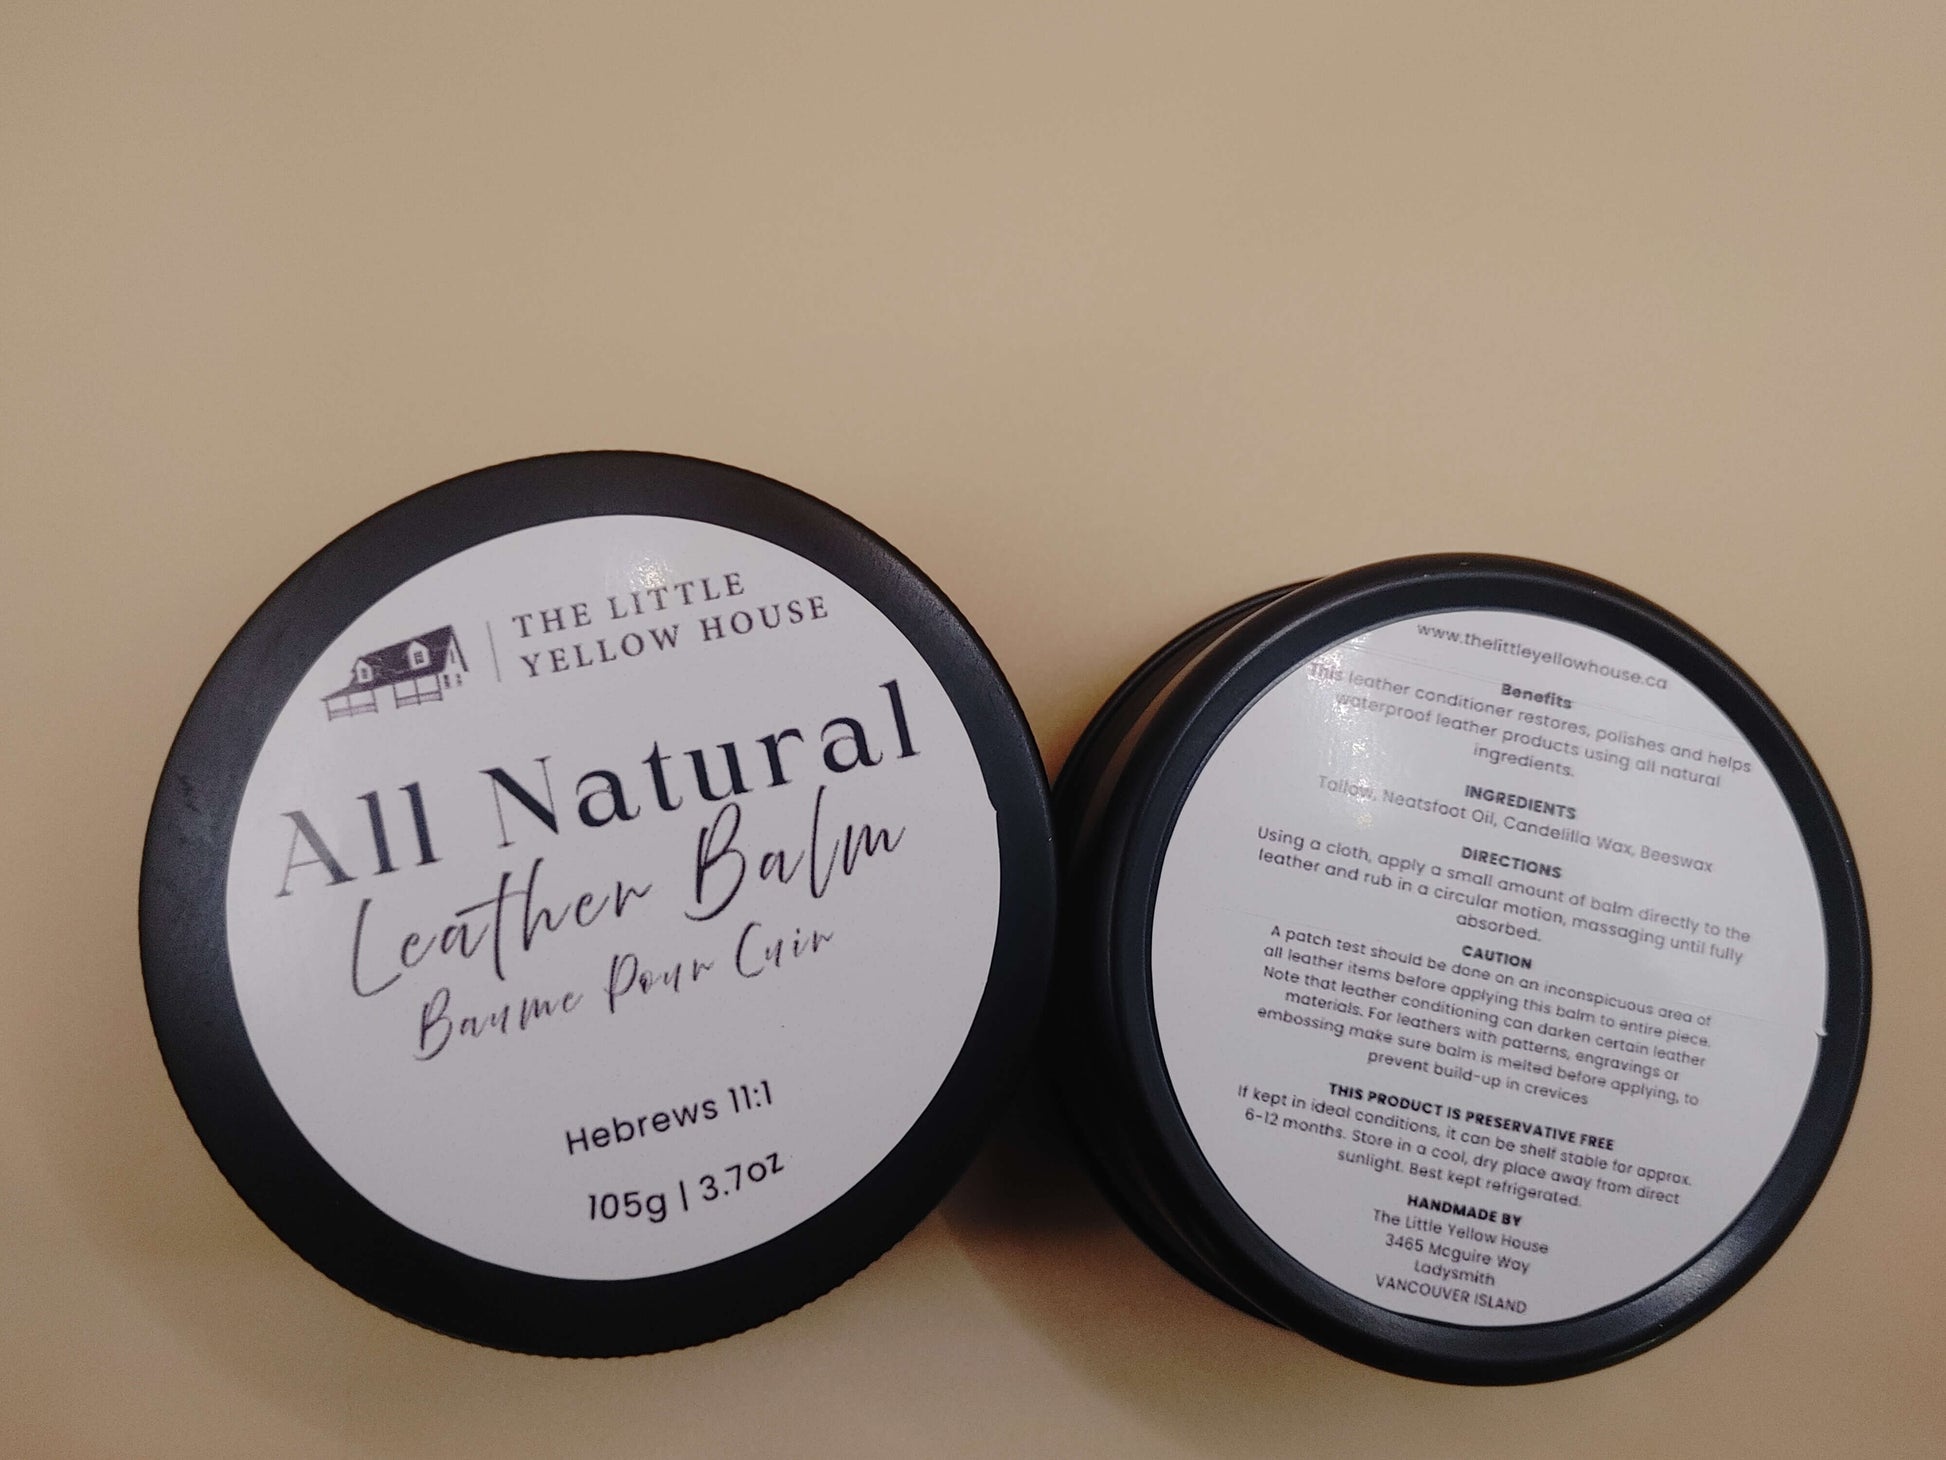 THE LITTLE
YELLOW HOUSE
All Natural
Leather Balm
Baume Pour Cuir
Hebrews 11:1
105g | 3.7oz
www.thelittleyellowhouse.ca
Benefits
This leather conditioner restores, polishes and helps
waterproof leather products using all natural
ingredients.
INGREDIENTS
Tallow, Neatsfoot Oil, Candelilla Wax, Beeswax
DIRECTIONS
Using a cloth, apply a small amount of balm directly to the
leather and rub in a circular motion, massaging until fully
absorbed.
CAUTION
A patch test should be done on an inconspicuous area of
all leather items before applying this balm to entire piece.
Note that leather conditioning can darken certain leather
materials. For leathers with patterns, engravings or
embossing make sure balm is melted before applying, to
prevent build-up in crevices
THIS PRODUCT IS PRESERVATIVE FREE
If kept in ideal conditions, it can be shelf stable for approx.
6-12 months. Store in a cool, dry place away from direct
sunlight. Best kept refrigerated.
HANDMADE BY
The Little Yellow House
3465 Mcguire Way
Ladysmith
VANCOUVER ISLAND